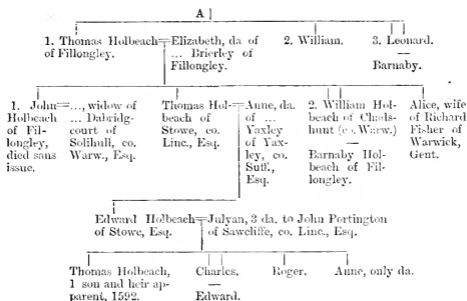 A
1. Thomas Holbeach=Elizabeth, da of 2. William. 3. Leonard.
of Fillongley. ... Brierley of —
Fillongley. Barnaby.
1. John=..., widow of Thomas Hol-=Anne, da. 2. William Hol- Alice, wife
Holbeach ... Dabridg- beach of of ... beach of Chads- of Richard
of Fil- court of Stowe, co. Yaxley hunt (co. Warw.) Fisher of
longley, Solihull, co. Linc., Esq. of Yax- — Warwick,
died sans Warw., Esq. ley, co. Barnaby Hol- Gent.
issue. Suff., beach of Fil-
Esq. longley.
Edward Holbeach=Julyan, 3 da. to John Portington
of Stowe, Esq. of Sawcliffe, co. Linc., Esq.
Thomas Holbeach, Charles. Roger. Anne, only da.
1 son and heir ap- —
parent, 1592. Edward.